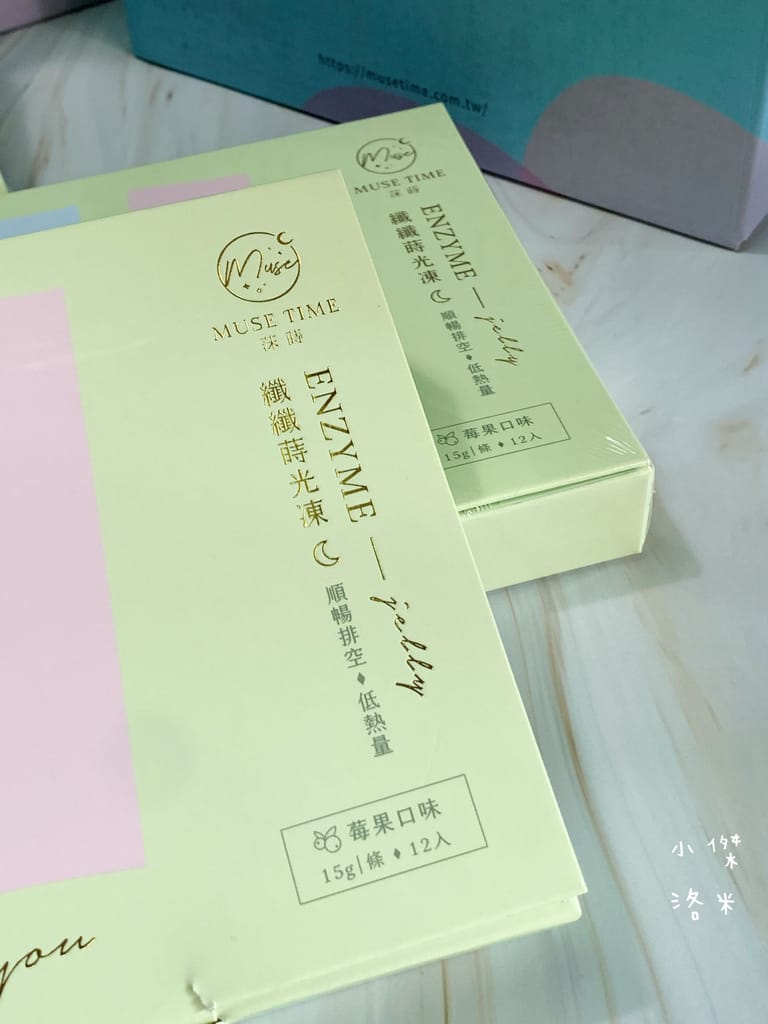 https://musetime.com.tw/
Muse
MUSE TIME
莯蒔
ENZYME — jelly
纖纖蒔光凍
順暢排空♦低熱量
莓果口味
15g|條♦12入
Muse
MUSE TIME
莯蒔
ENZYME — jelly
纖纖蒔光凍
順暢排空♦低熱量
莓果口味
15g|條♦12入
you
小傑
洛米